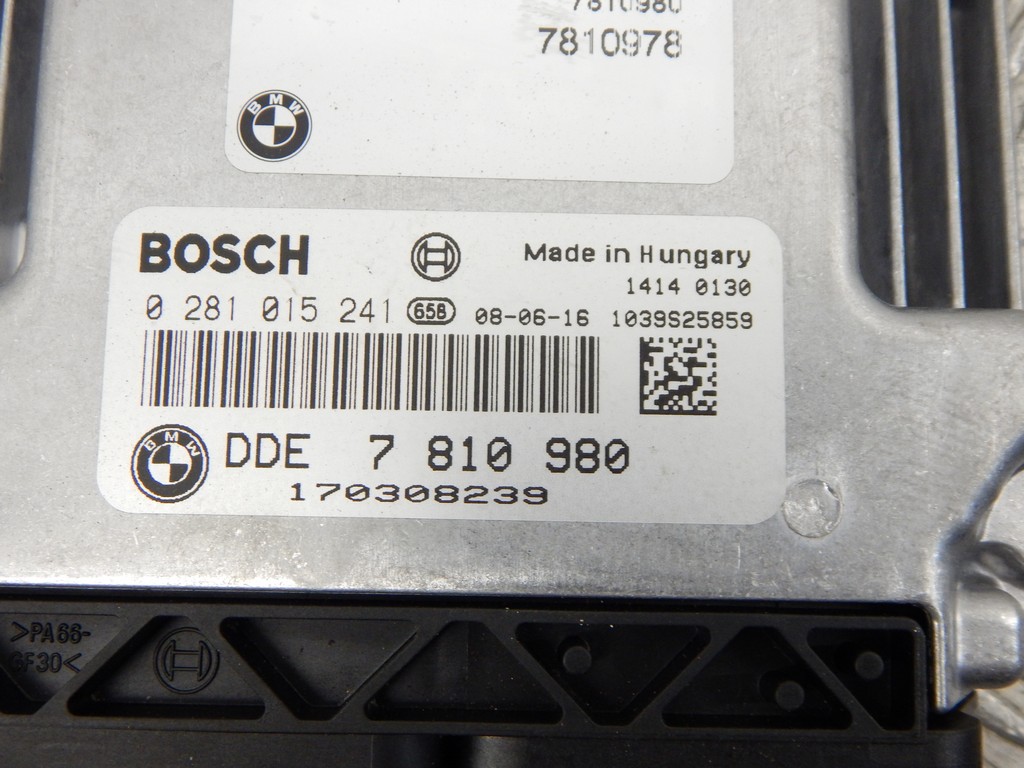 7810980
7810978
BMW
BOSCH
Made in Hungary
1414 0130
0 281 015 241 658 08-06-16 1039S25859
BMW
DDE 7 810 980
170308239
>PA66-
GF30<